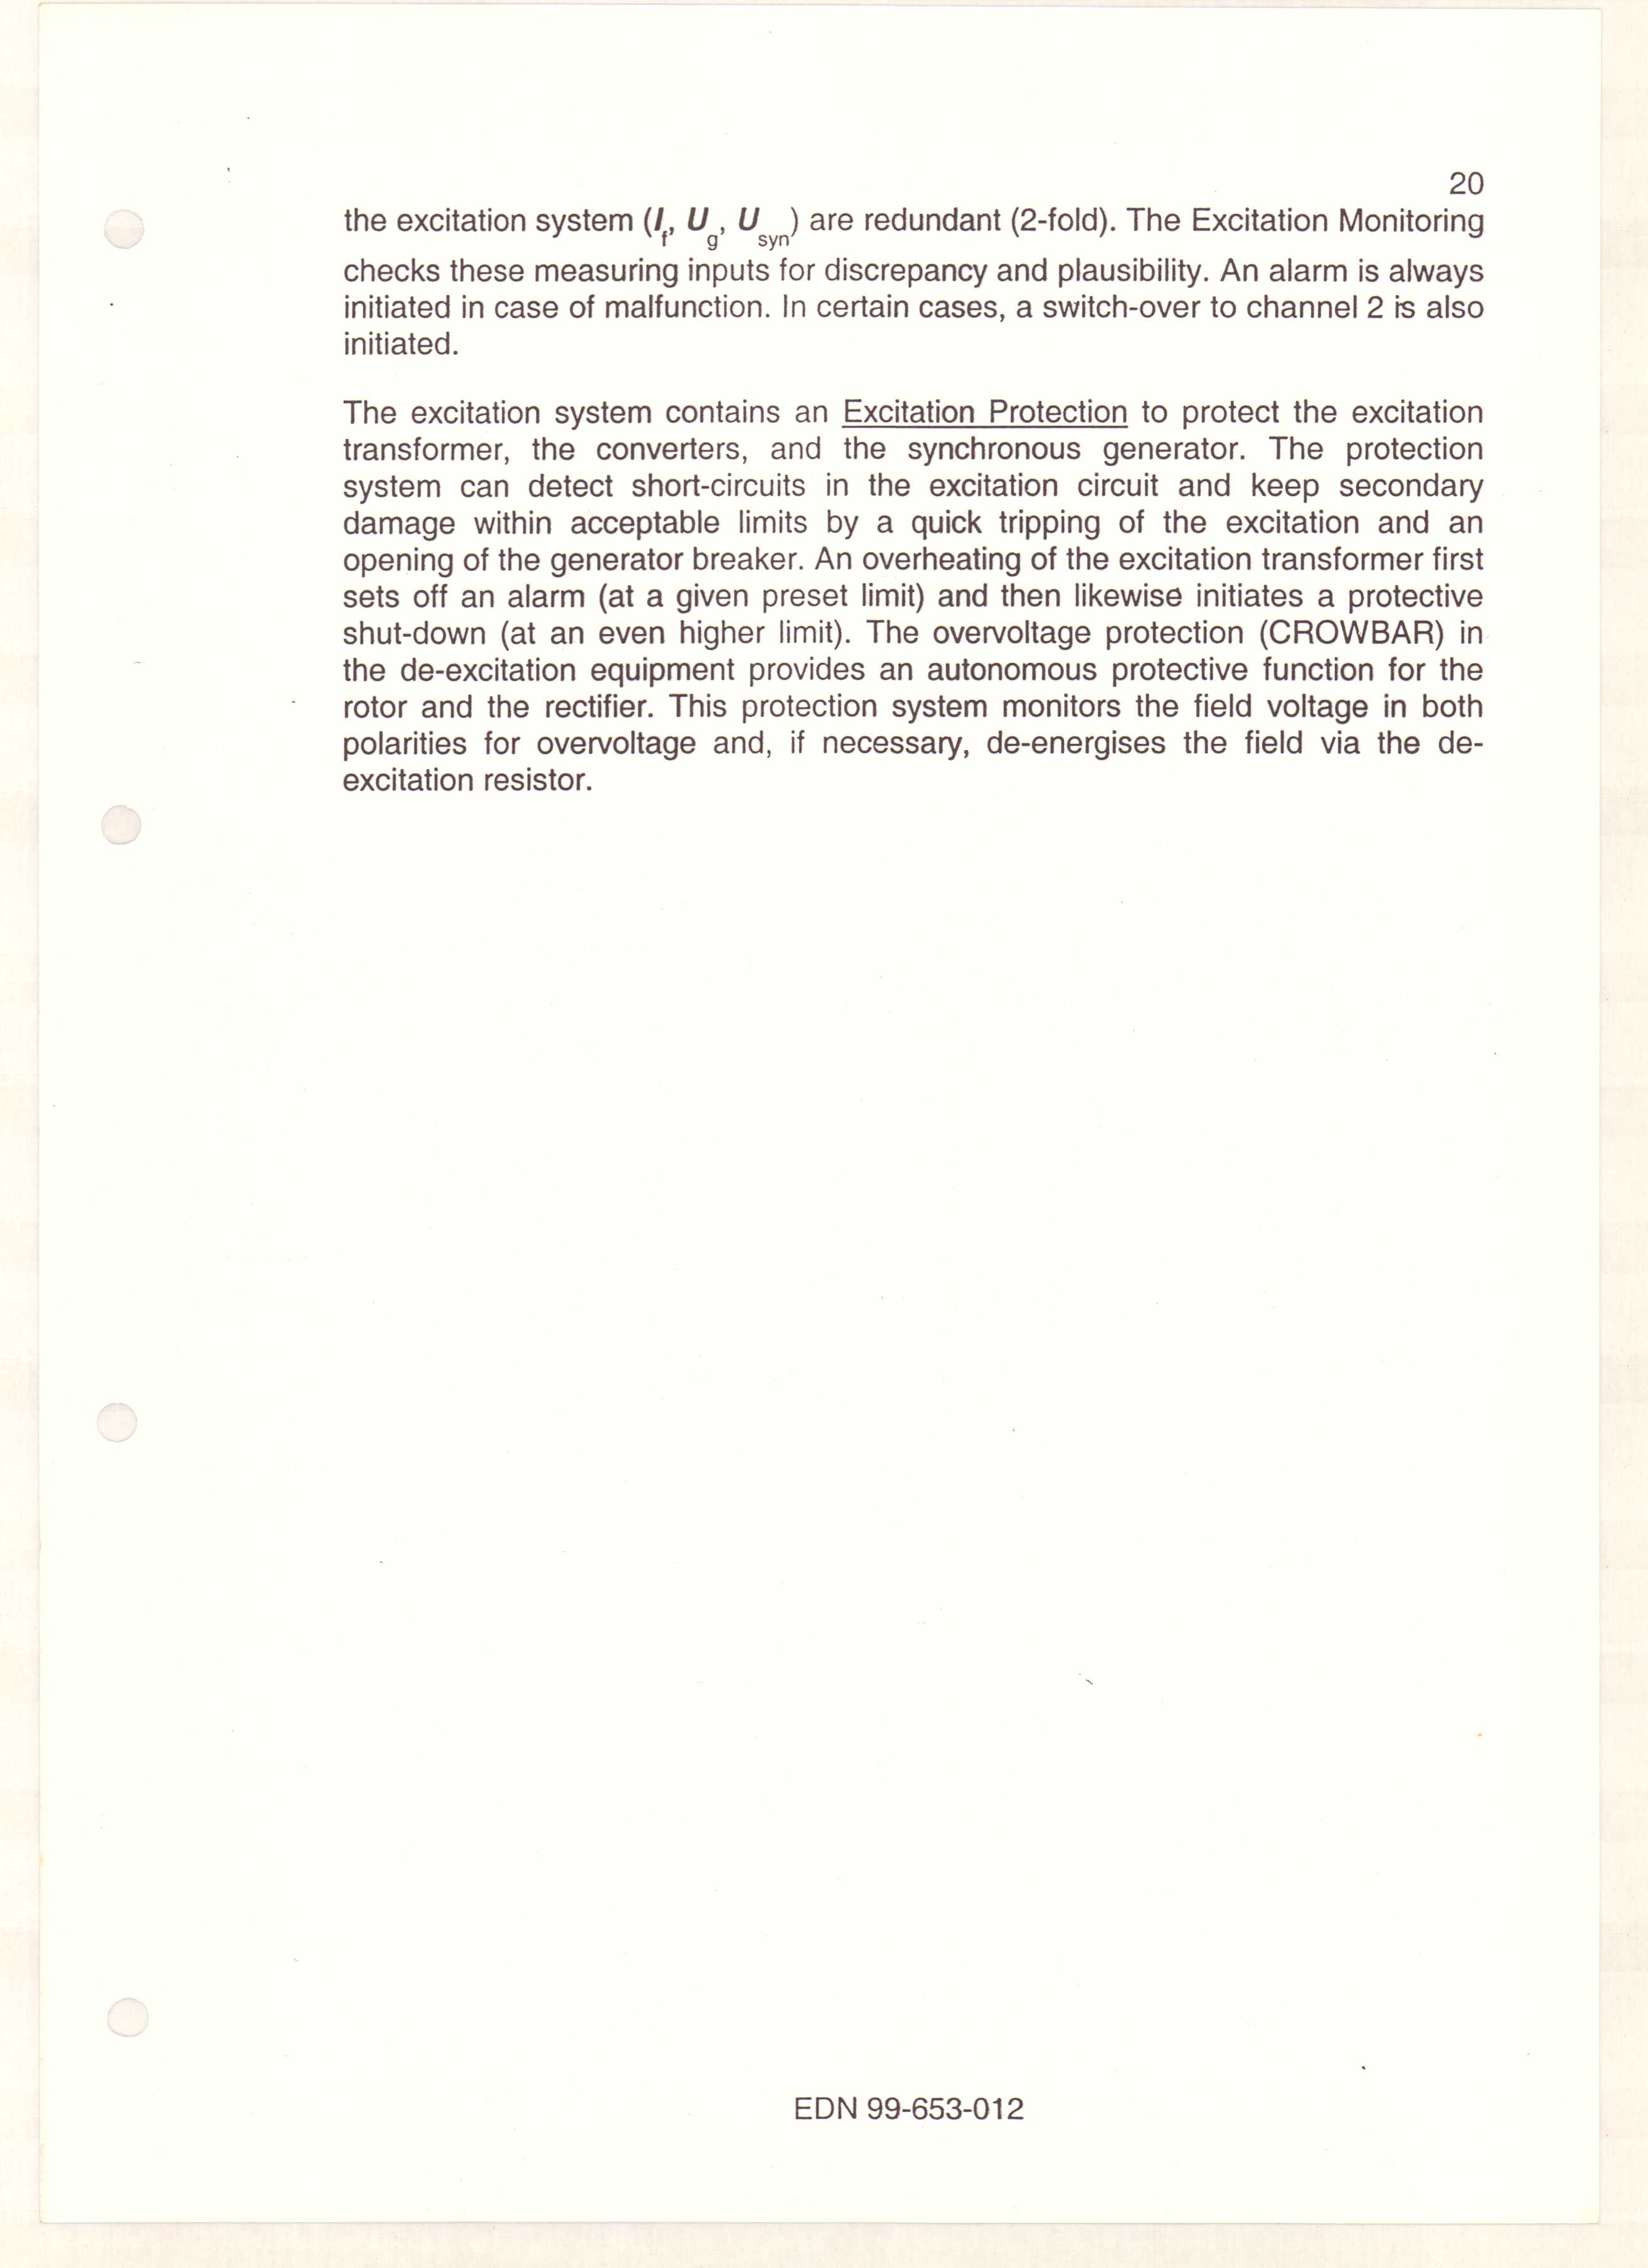 20
the excitation system (If, Ug, Usyn) are redundant (2-fold). The Excitation Monitoring
checks these measuring inputs for discrepancy and plausibility. An alarm is always
initiated in case of malfunction. In certain cases, a switch-over to channel 2 is also
initiated.
The excitation system contains an Excitation Protection to protect the excitation
transformer, the converters, and the synchronous generator. The protection
system can detect short-circuits in the excitation circuit and keep secondary
damage within acceptable limits by a quick tripping of the excitation and an
opening of the generator breaker. An overheating of the excitation transformer first
sets off an alarm (at a given preset limit) and then likewise initiates a protective
shut-down (at an even higher limit). The overvoltage protection (CROWBAR) in
the de-excitation equipment provides an autonomous protective function for the
rotor and the rectifier. This protection system monitors the field voltage in both
polarities for overvoltage and, if necessary, de-energises the field via the de-
excitation resistor.
EDN 99-653-012